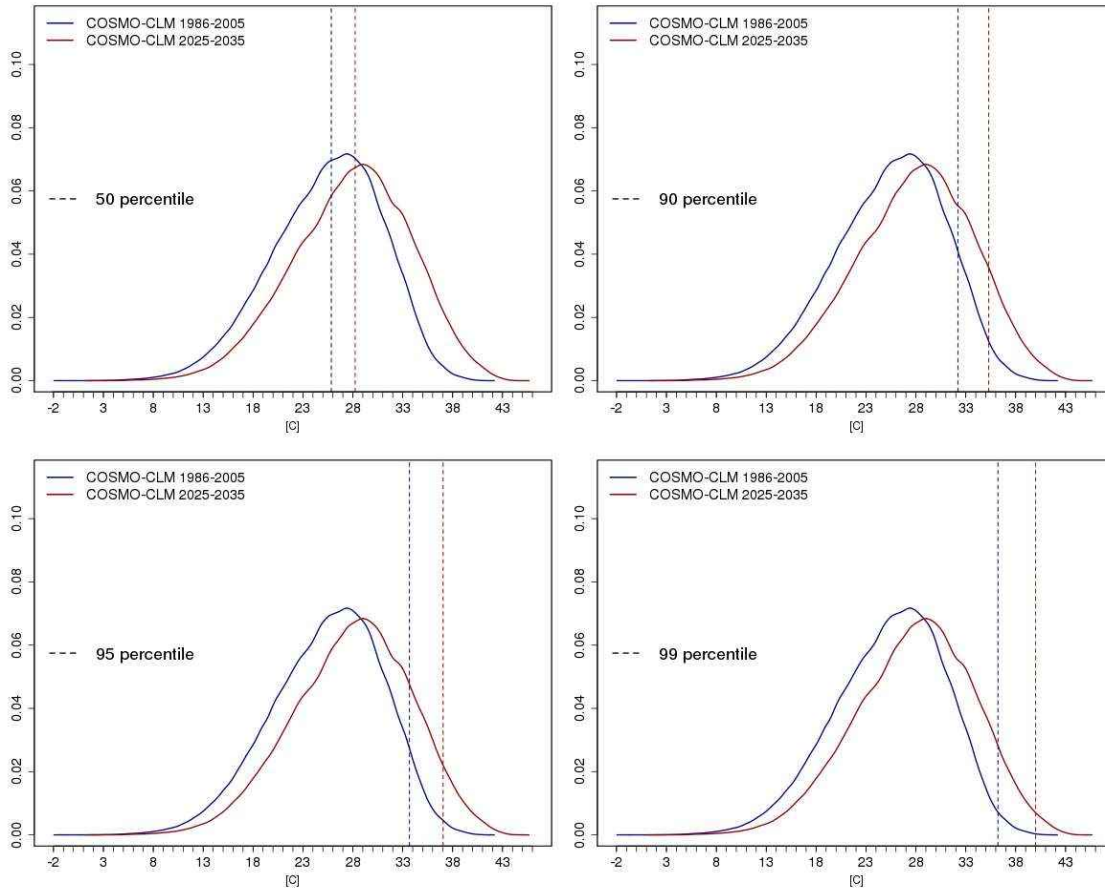 COSMO-CLM 1986-2005
COSMO-CLM 2025-2035
0.10
0.08
0.06
0.04
0.02
0.00
50 percentile
-2 3 8 13 18 23 28 33 38 43
[C]
COSMO-CLM 1986-2005
COSMO-CLM 2025-2035
0.10
0.08
0.06
0.04
0.02
0.00
90 percentile
-2 3 8 13 18 23 28 33 38 43
[C]
COSMO-CLM 1986-2005
COSMO-CLM 2025-2035
0.10
0.08
0.06
0.04
0.02
0.00
95 percentile
-2 3 8 13 18 23 28 33 38 43
[C]
COSMO-CLM 1986-2005
COSMO-CLM 2025-2035
0.10
0.08
0.06
0.04
0.02
0.00
99 percentile
-2 3 8 13 18 23 28 33 38 43
[C]